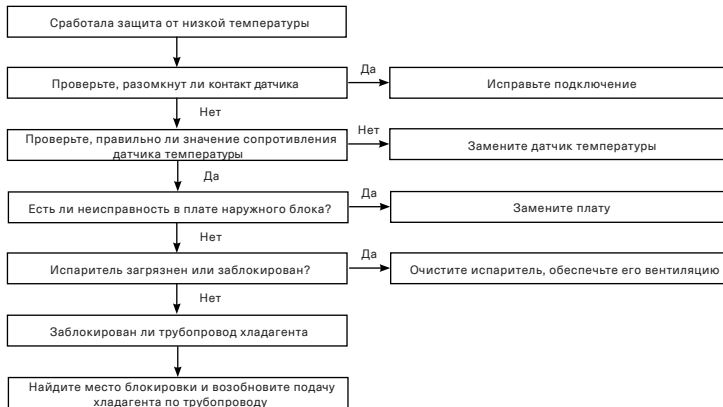 Сработала защита от низкой температуры
Проверьте, разомкнут ли контакт датчика
Да
Исправьте подключение
Нет
Проверьте, правильно ли значение сопротивления
датчика температуры
Нет
Замените датчик температуры
Да
Есть ли неисправность в плате наружного блока?
Да
Замените плату
Нет
Испаритель загрязнен или заблокирован?
Да
Очистите испаритель, обеспечьте его вентиляцию
Нет
Заблокирован ли трубопровод хладагента
Найдите место блокировки и возобновите подачу
хладагента по трубопроводу